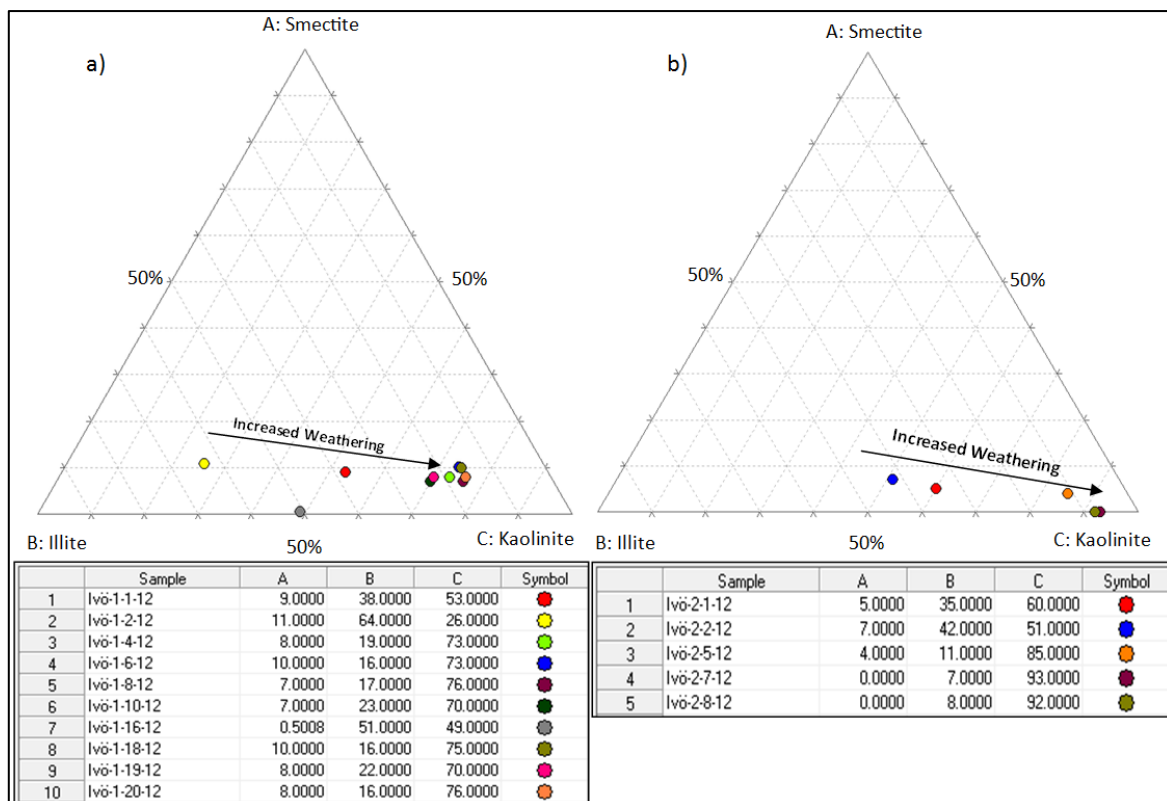 A: Smectite
a)
50%
50%
Increased Weathering
B: Illite
50%
C: Kaolinite
Sample A B C Symbol
1 Ivö-1-1-12 9.0000 38.0000 53.0000
2 Ivö-1-2-12 11.0000 64.0000 26.0000
3 Ivö-1-4-12 8.0000 19.0000 73.0000
4 Ivö-1-6-12 10.0000 16.0000 73.0000
5 Ivö-1-8-12 7.0000 17.0000 76.0000
6 Ivö-1-10-12 7.0000 23.0000 70.0000
7 Ivö-1-16-12 0.5008 51.0000 49.0000
8 Ivö-1-18-12 10.0000 16.0000 75.0000
9 Ivö-1-19-12 8.0000 22.0000 70.0000
10 Ivö-1-20-12 8.0000 16.0000 76.0000
A: Smectite
b)
50%
50%
Increased Weathering
B: Illite
50%
C: Kaolinite
Sample A B C Symbol
1 Ivö-2-1-12 5.0000 35.0000 60.0000
2 Ivö-2-2-12 7.0000 42.0000 51.0000
3 Ivö-2-5-12 4.0000 11.0000 85.0000
4 Ivö-2-7-12 0.0000 7.0000 93.0000
5 Ivö-2-8-12 0.0000 8.0000 92.0000